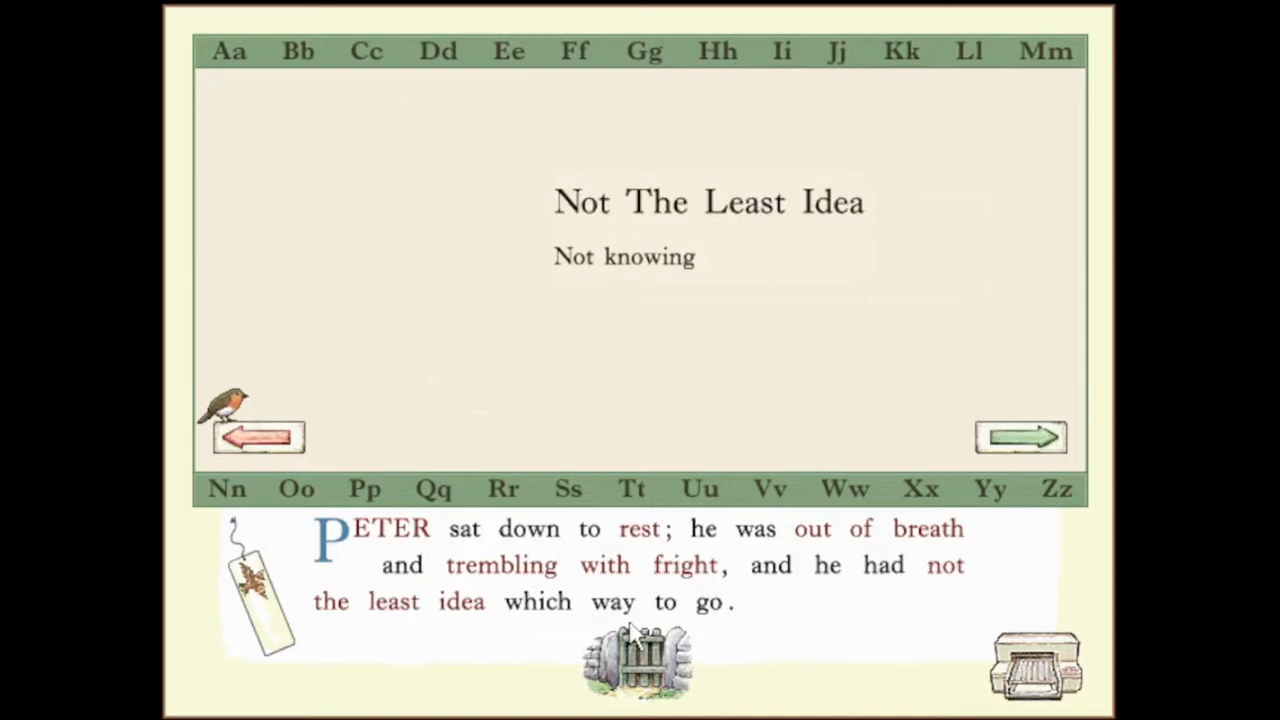 Aa Bb Cc Dd Ee Ff Gg Hh Ii Jj Kk Ll Mm
Not The Least Idea
Not knowing
Nn Oo Pp Qq Rr Ss Tt Uu Vv Ww Xx Yy Zz
PETER sat down to rest; he was out of breath
and trembling with fright, and he had not
the least idea which way to go.